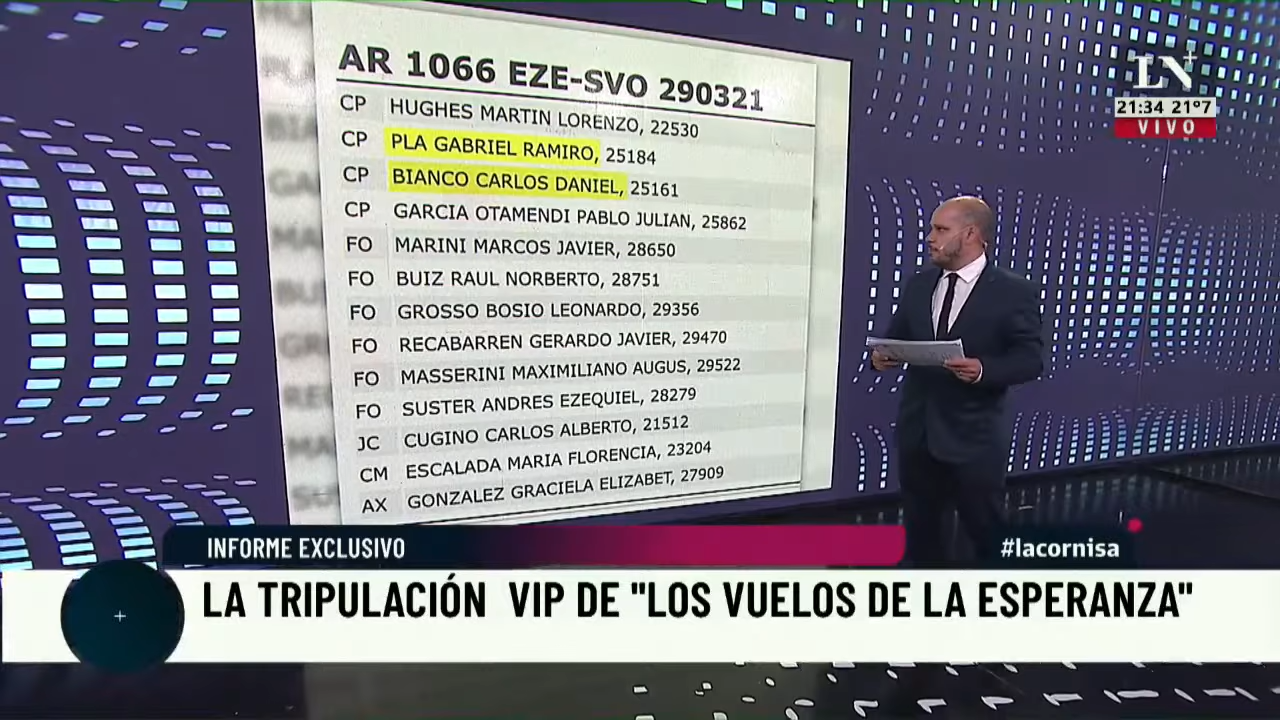 AR 1066 EZE-SVO 290321
CP HUGHES MARTIN LORENZO, 22530
CP PLA GABRIEL RAMIRO, 25184
CP BIANCO CARLOS DANIEL, 25161
CP GARCIA OTAMENDI PABLO JULIAN, 25862
FO MARINI MARCOS JAVIER, 28650
FO BUIZ RAUL NORBERTO, 28751
FO GROSSO BOSIO LEONARDO, 29356
FO RECABARREN GERARDO JAVIER, 29470
FO MASSERINI MAXIMILIANO AUGUS, 29522
FO SUSTER ANDRES EZEQUIEL, 28279
JC CUGINO CARLOS ALBERTO, 21512
CM ESCALADA MARIA FLORENCIA, 23204
AX GONZALEZ GRACIELA ELIZABET, 27909
LN+
21:34 21º7
VIVO
INFORME EXCLUSIVO
#lacornisa
LA TRIPULACIÓN VIP DE "LOS VUELOS DE LA ESPERANZA"